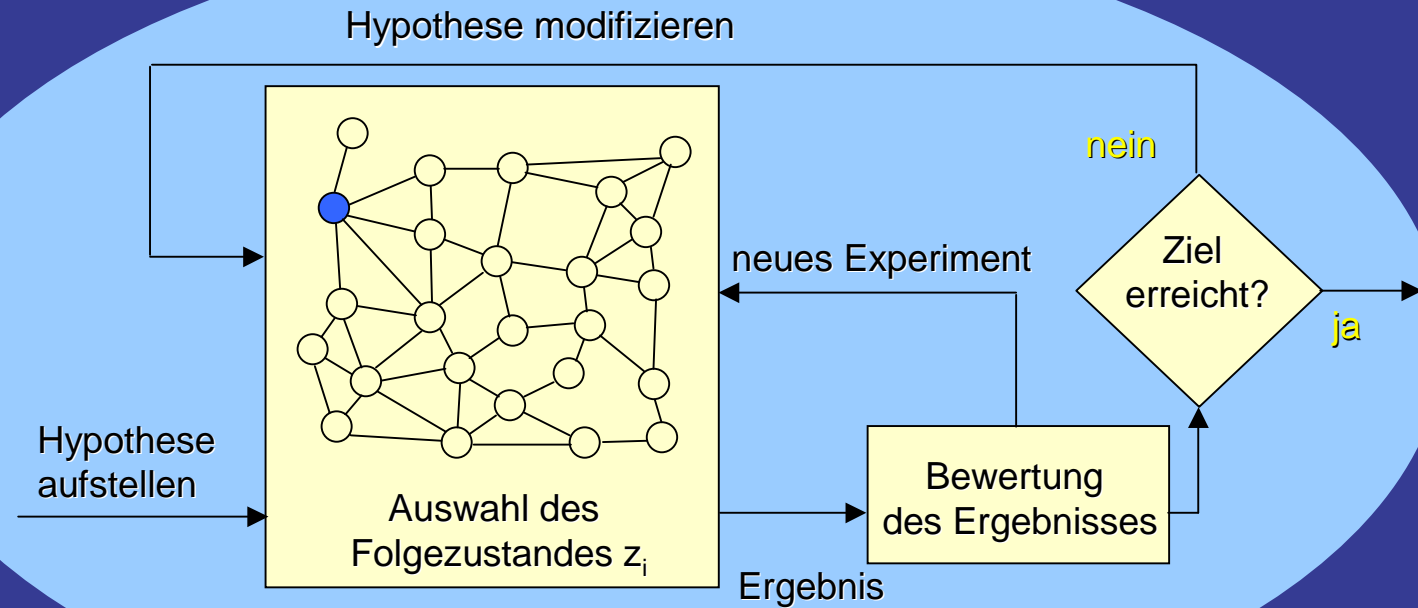 Hypothese modifizieren
nein
Ziel
erreicht?
ja
neues Experiment
Hypothese
aufstellen
Auswahl des
Folgezustandes zᵢ
Bewertung
des Ergebnisses
Ergebnis